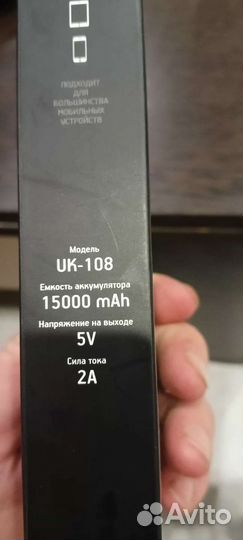 ПОДХОДИТ
ДЛЯ
БОЛЬШИНСТВА
МОБИЛЬНЫХ
УСТРОЙСТВ
Модель
UK-108
Емкость аккумулятора
15000 mAh
Напряжение на выходе
5V
Сила тока
2A
Avito